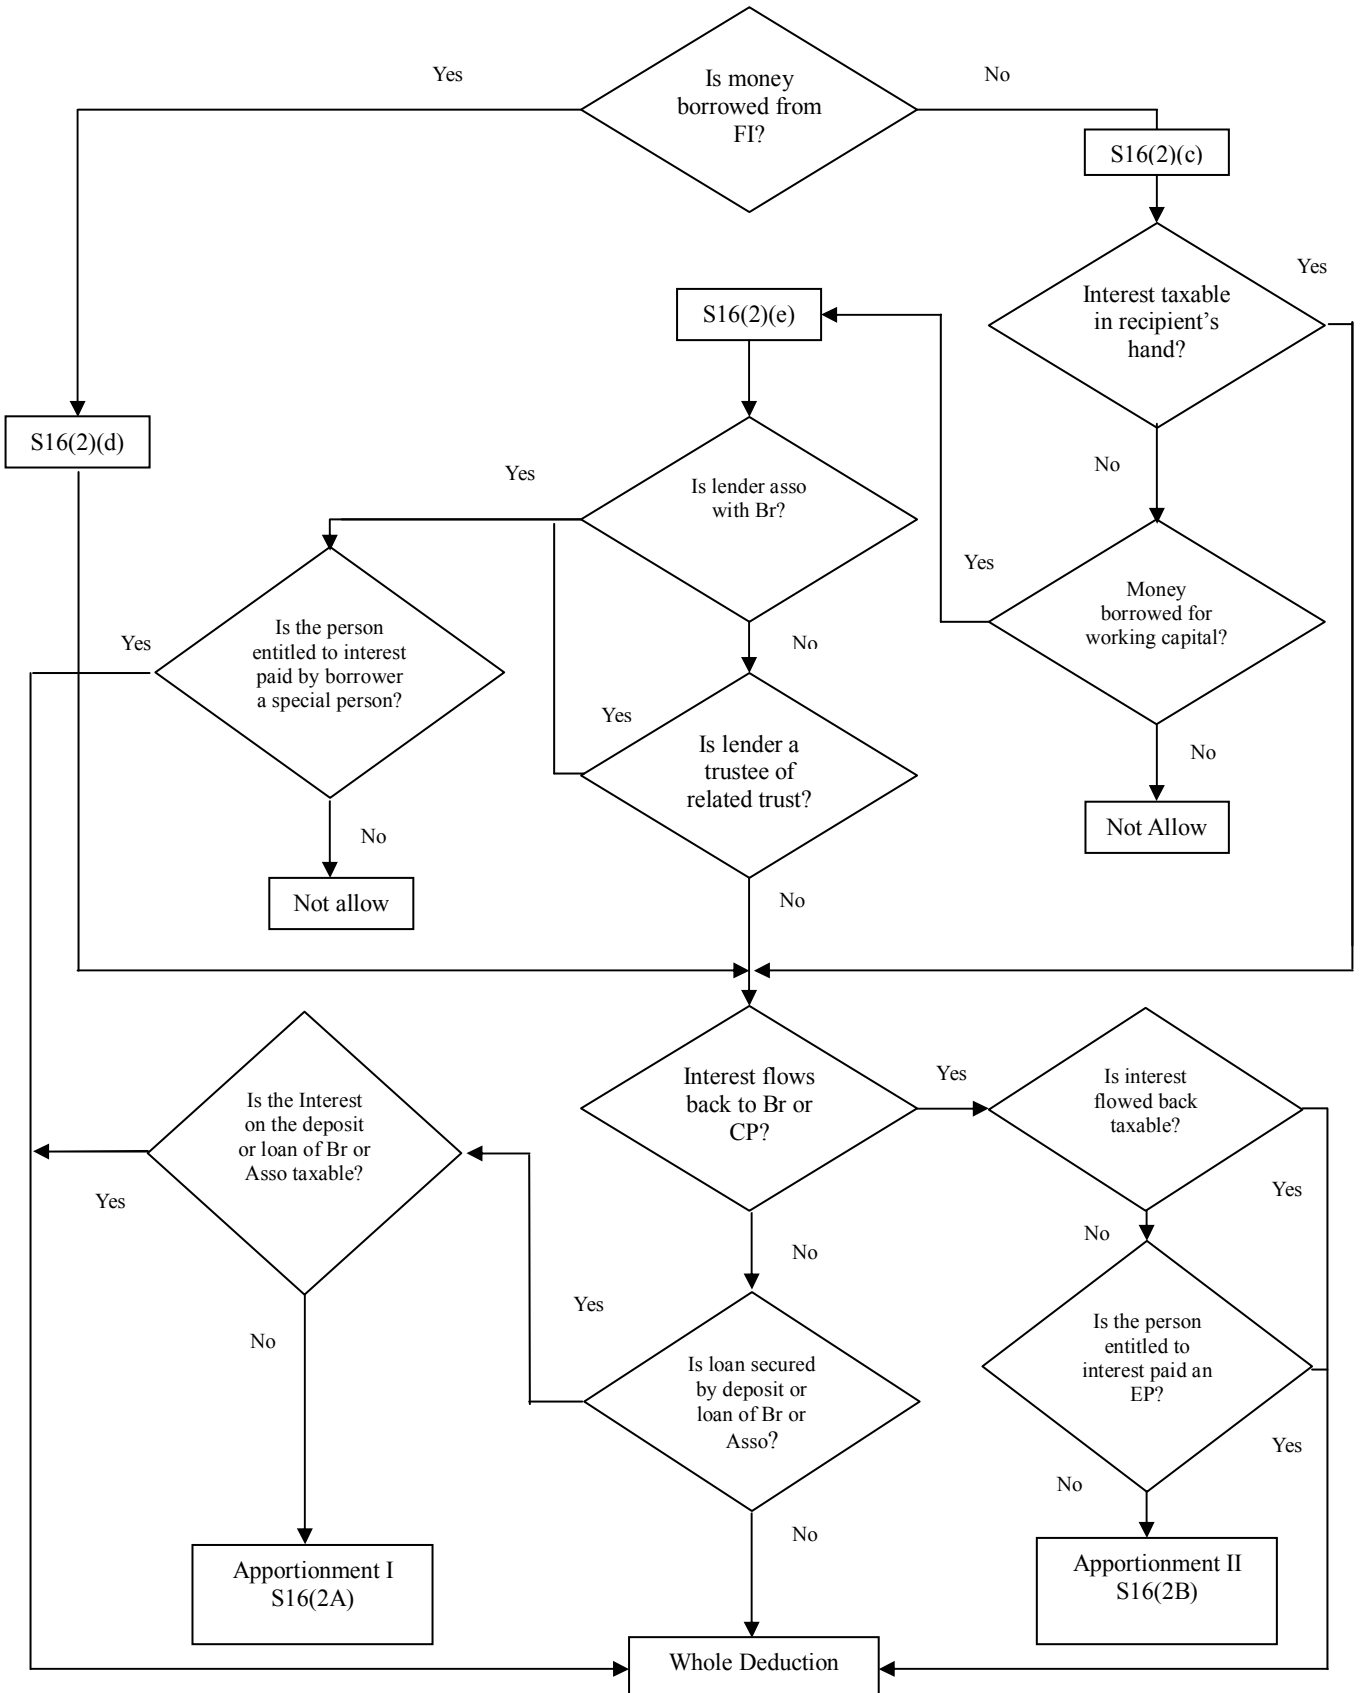 Yes
Is money
borrowed from
FI?
No
S16(2)(c)
Yes
Interest taxable
in recipient's
hand?
S16(2)(e)
S16(2)(d)
No
Yes
Is lender asso
with Br?
Yes
Money
borrowed for
working capital?
Yes
Is the person
entitled to interest
paid by borrower
a special person?
No
Yes
Is lender a
trustee of
related trust?
No
Not Allow
No
Not allow
No
Is the Interest
on the deposit
or loan of Br or
Asso taxable?
Interest flows
back to Br or
CP?
Yes
Is interest
flowed back
taxable?
Yes
Yes
No
No
Yes
No
Is loan secured
by deposit or
loan of Br or
Asso?
Is the person
entitled to
interest paid an
EP?
Yes
No
No
Apportionment I
S16(2A)
Apportionment II
S16(2B)
Whole Deduction